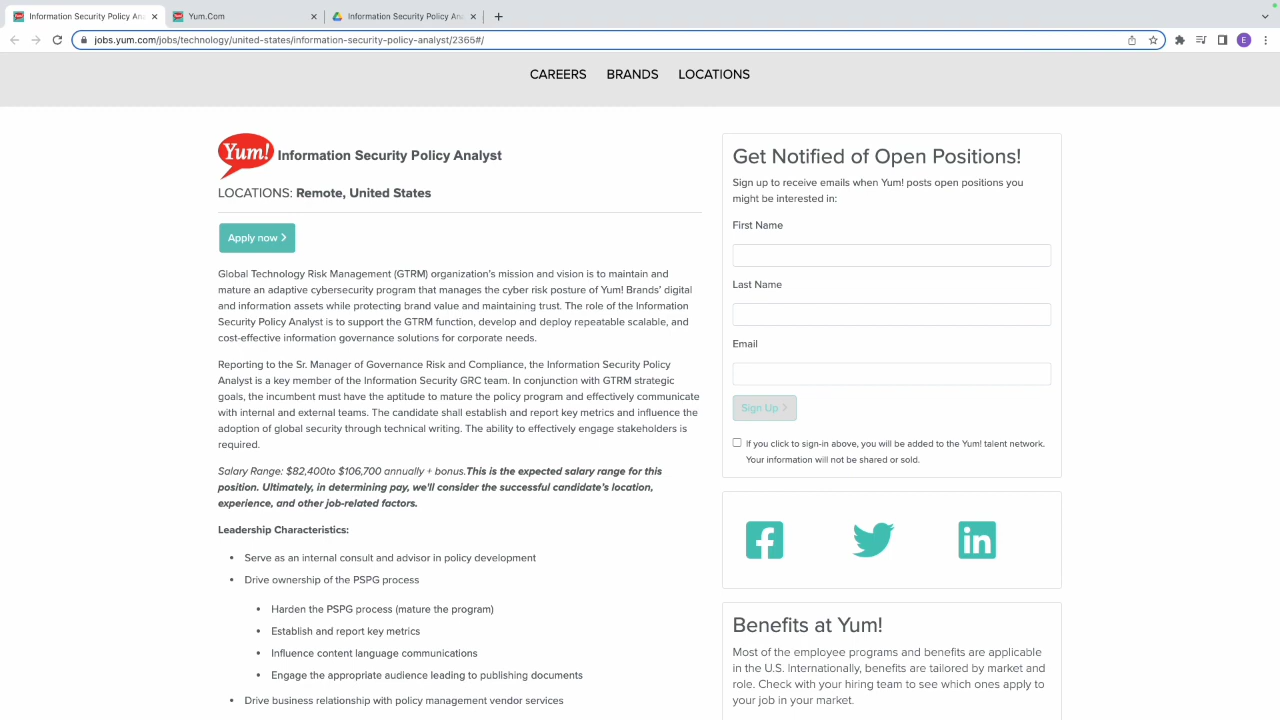 Information Security Policy An
Yum.Com
Information Security Policy An
jobs.yum.com/jobs/technology/united-states/information-security-policy-analyst/2365#/
E
CAREERS BRANDS LOCATIONS
Yum!
Information Security Policy Analyst
LOCATIONS: Remote, United States
Apply now
Global Technology Risk Management (GTRM) organization's mission and vision is to maintain and
mature an adaptive cybersecurity program that manages the cyber risk posture of Yum! Brands' digital
and information assets while protecting brand value and maintaining trust. The role of the Information
Security Policy Analyst is to support the GTRM function, develop and deploy repeatable scalable, and
cost-effective information governance solutions for corporate needs.
Reporting to the Sr. Manager of Governance Risk and Compliance, the Information Security Policy
Analyst is a key member of the Information Security GRC team. In conjunction with GTRM strategic
goals, the incumbent must have the aptitude to mature the policy program and effectively communicate
with internal and external teams. The candidate shall establish and report key metrics and influence the
adoption of global security through technical writing. The ability to effectively engage stakeholders is
required.
Salary Range: $82,400to $106,700 annually + bonus.This is the expected salary range for this
position. Ultimately, in determining pay, we'll consider the successful candidate's location,
experience, and other job-related factors.
Leadership Characteristics:
• Serve as an internal consult and advisor in policy development
• Drive ownership of the PSPG process
• Harden the PSPG process (mature the program)
• Establish and report key metrics
• Influence content language communications
• Engage the appropriate audience leading to publishing documents
• Drive business relationship with policy management vendor services
Get Notified of Open Positions!
Sign up to receive emails when Yum! posts open positions you
might be interested in:
First Name
Last Name
Email
Sign Up
If you click to sign-in above, you will be added to the Yum! talent network.
Your information will not be shared or sold.
Benefits at Yum!
Most of the employee programs and benefits are applicable
in the U.S. Internationally, benefits are tailored by market and
role. Check with your hiring team to see which ones apply to
your job in your market.